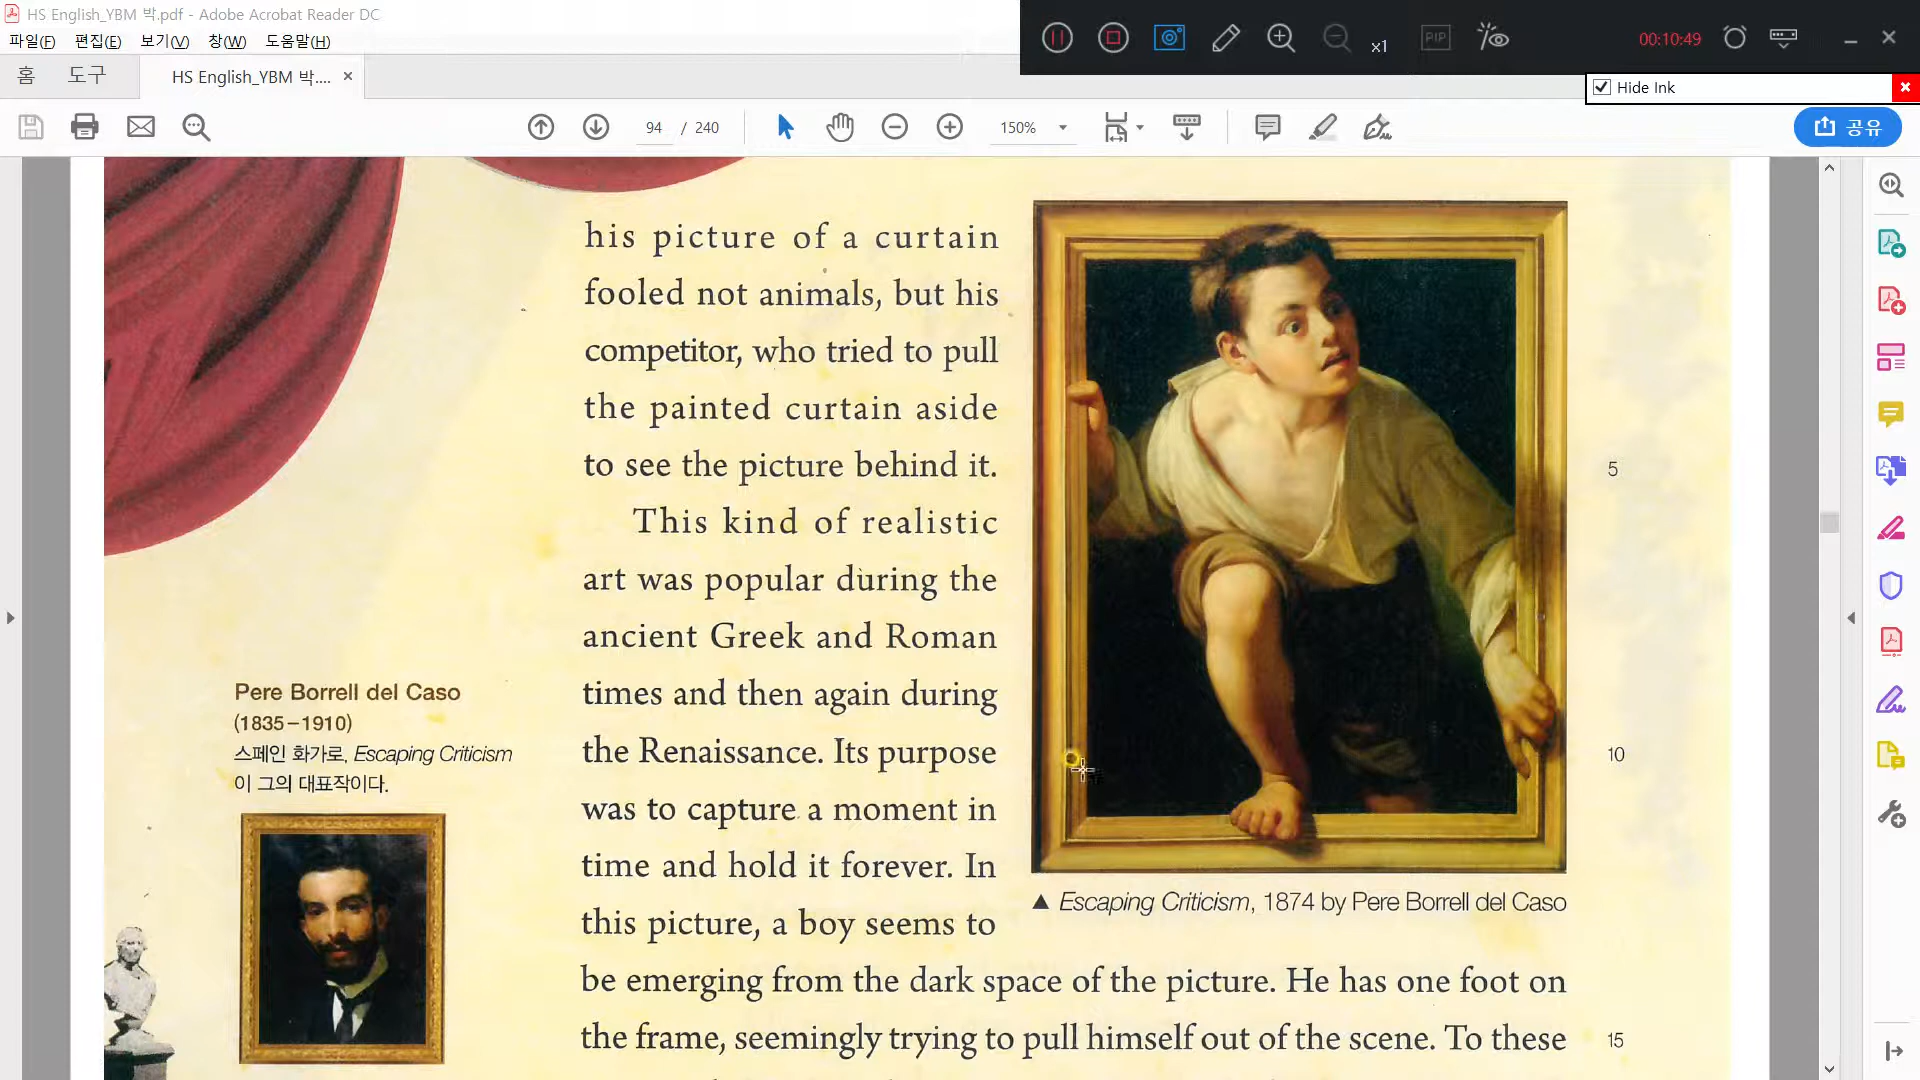 HS English_YBM 박.pdf - Adobe Acrobat Reader DC
파일(F) 편집(E) 보기(V) 창(W) 도움말(H)
x1
PIP
00:10:49
홈 도구 HS English_YBM 박....
Hide Ink
94 / 240
150%
공유
his picture of a curtain
fooled not animals, but his
competitor, who tried to pull
the painted curtain aside
to see the picture behind it.
5
This kind of realistic
art was popular during the
ancient Greek and Roman
times and then again during
the Renaissance. Its purpose
10
was to capture a moment in
time and hold it forever. In
this picture, a boy seems to
be emerging from the dark space of the picture. He has one foot on
the frame, seemingly trying to pull himself out of the scene. To these
15
▲ Escaping Criticism, 1874 by Pere Borrell del Caso
Pere Borrell del Caso
(1835–1910)
스페인 화가로, Escaping Criticism
이 그의 대표작이다.